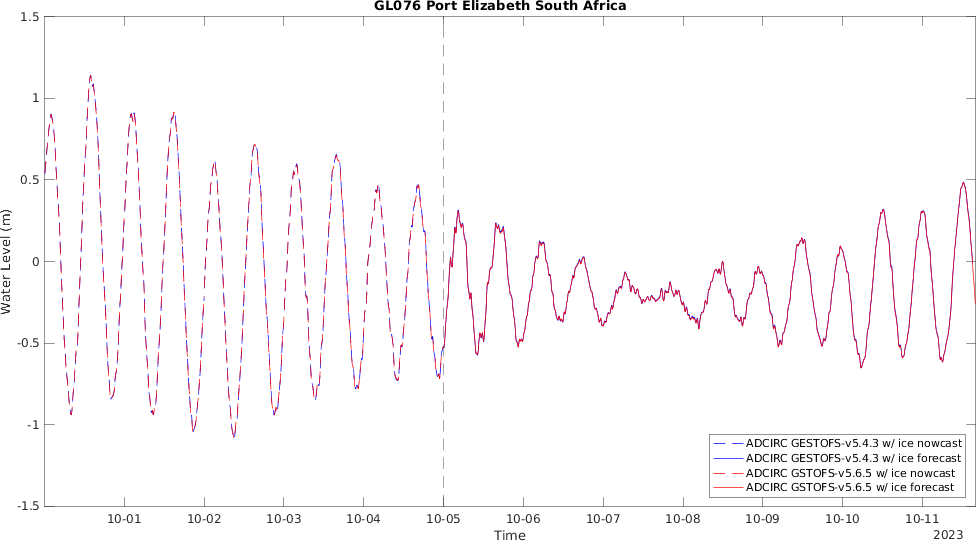 GL076 Port Elizabeth South Africa
1.5
1
0.5
0
-0.5
-1
-1.5
Water Level (m)
ADCIRC GESTOFS-v5.4.3 w/ ice nowcast
ADCIRC GESTOFS-v5.4.3 w/ ice forecast
ADCIRC GSTOFS-v5.6.5 w/ ice nowcast
ADCIRC GSTOFS-v5.6.5 w/ ice forecast
10-01 10-02 10-03 10-04 10-05 10-06 10-07 10-08 10-09 10-10 10-11
Time
2023